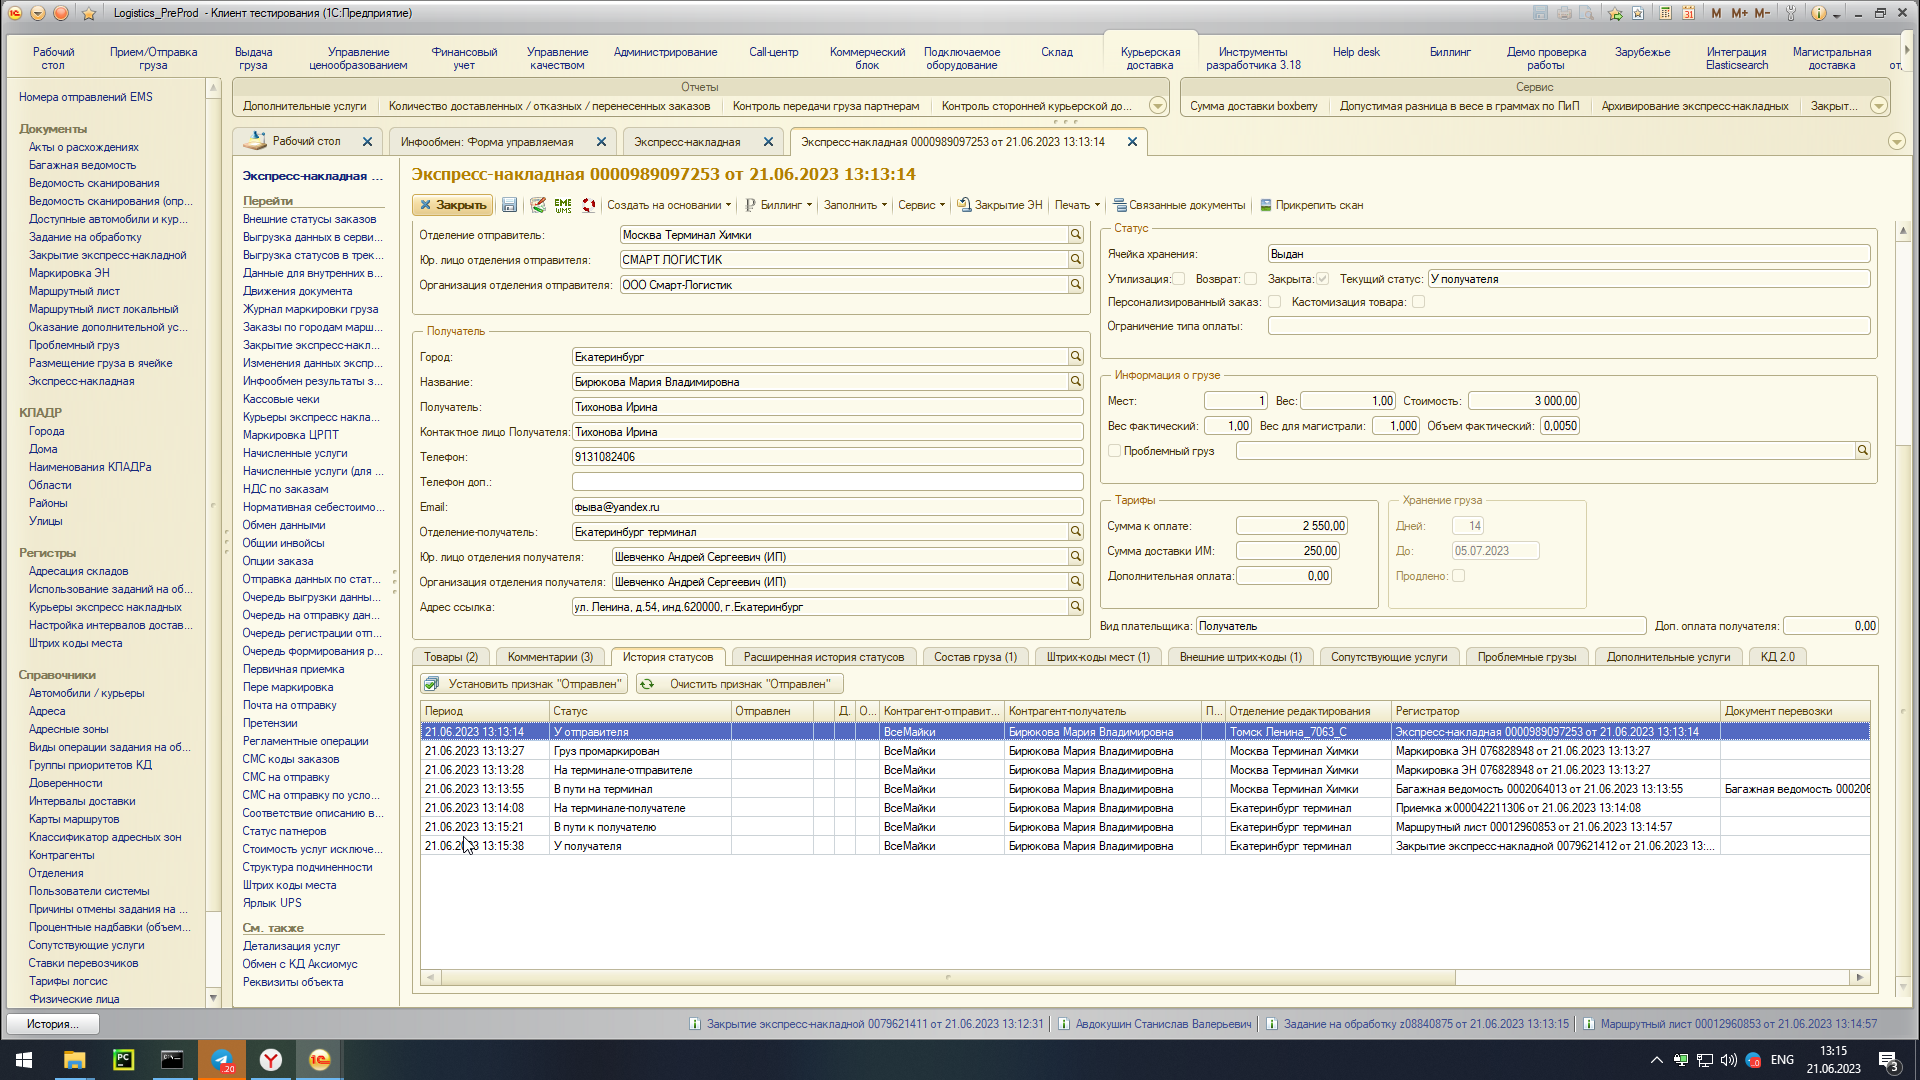 Logistics_PreProd - Клиент тестирования (1С:Предприятие)
M M+ M-
Рабочий стол
Прием/Отправка груза
Выдача груза
Управление ценообразованием
Финансовый учет
Управление качеством
Администрирование
Call-центр
Коммерческий блок
Подключаемое оборудование
Склад
Курьерская доставка
Инструменты разработчика 3.18
Help desk
Биллинг
Демо проверка работы
Зарубежье
Интеграция Elasticsearch
Магистральная доставка
Отчеты
Дополнительные услуги
Количество доставленных / отказных / перенесенных заказов
Контроль передачи груза партнерам
Контроль сторонней курьерской до...
Сервис
Сумма доставки boxberry
Допустимая разница в весе в граммах по ПиП
Архивирование экспресс-накладных
Закрыт...
Рабочий стол
Инфообмен: Форма управляемая
Экспресс-накладная
Экспресс-накладная 0000989097253 от 21.06.2023 13:13:14
Номера отправлений EMS
Документы
Акты о расхождениях
Багажная ведомость
Ведомость сканирования
Ведомость сканирования (опр...
Доступные автомобили и кур...
Задание на обработку
Закрытие экспресс-накладной
Маркировка ЭН
Маршрутный лист
Маршрутный лист локальный
Оказание дополнительной ус...
Проблемный груз
Размещение груза в ячейке
Экспресс-накладная
КЛАДР
Города
Дома
Наименования КЛАДРа
Области
Районы
Улицы
Регистры
Адресация складов
Использование заданий на об...
Курьеры экспресс накладных
Настройка интервалов достав...
Штрих коды места
Справочники
Автомобили / курьеры
Адреса
Адресные зоны
Виды операции задания на об...
Группы приоритетов КД
Доверенности
Интервалы доставки
Карты маршрутов
Классификатор адресных зон
Контрагенты
Отделения
Пользователи системы
Причины отмены задания на ...
Процентные надбавки (объем...
Сопутствующие услуги
Ставки перевозчиков
Тарифы логсис
Физические лица
Экспресс-накладная ...
Перейти
Внешние статусы заказов
Выгрузка данных в серви...
Выгрузка статусов в трек...
Данные для внутренних в...
Движения документа
Журнал маркировки груза
Заказы по городам марш...
Закрытие экспресс-накл...
Изменения данных экспр...
Инфообмен результаты з...
Кассовые чеки
Курьеры экспресс накла...
Маркировка ЦРПТ
Начисленные услуги
Начисленные услуги (для ...
НДС по заказам
Нормативная себестоимо...
Обмен данными
Общии инвойсы
Опции заказа
Отправка данных по стат...
Очередь выгрузки данны...
Очередь на отправку дан...
Очередь регистрации отп...
Очередь формирования р...
Первичная приемка
Пере маркировка
Почта на отправку
Претензии
Регламентные операции
СМС коды заказов
СМС на отправку
СМС на отправку по усло...
Соответствие описанию в...
Статус патнеров
Стоимость услуг исключе...
Структура подчиненности
Штрих коды места
Ярлык UPS
См. также
Детализация услуг
Обмен с КД Аксиомус
Реквизиты объекта
Экспресс-накладная 0000989097253 от 21.06.2023 13:13:14
Закрыть
EME WMS
Создать на основании
Биллинг
Заполнить
Сервис
Закрытие ЭН
Печать
Связанные документы
Прикрепить скан
Отделение отправитель: Москва Терминал Химки
Юр. лицо отделения отправителя: СМАРТ ЛОГИСТИК
Организация отделения отправителя: ООО Смарт-Логистик
Получатель
Город: Екатеринбург
Название: Бирюкова Мария Владимировна
Получатель: Тихонова Ирина
Контактное лицо Получателя: Тихонова Ирина
Телефон: 9131082406
Телефон доп.:
Email: фыва@yandex.ru
Отделение-получатель: Екатеринбург терминал
Юр. лицо отделения получателя: Шевченко Андрей Сергеевич (ИП)
Организация отделения получателя: Шевченко Андрей Сергеевич (ИП)
Адрес ссылка: ул. Ленина, д.54, инд.620000, г.Екатеринбург
Статус
Ячейка хранения: Выдан
Утилизация: Возврат: Закрыта: Текущий статус: У получателя
Персонализированный заказ: Кастомизация товара:
Ограничение типа оплаты:
Информация о грузе
Мест: 1 Вес: 1,00 Стоимость: 3 000,00
Вес фактический: 1,00 Вес для магистрали: 1,000 Объем фактический: 0,0050
Проблемный груз
Тарифы
Сумма к оплате: 2 550,00
Сумма доставки ИМ: 250,00
Дополнительная оплата: 0,00
Хранение груза
Дней: 14
До: 05.07.2023
Продлено:
Вид плательщика: Получатель Доп. оплата получателя: 0,00
Товары (2)
Комментарии (3)
История статусов
Расширенная история статусов
Состав груза (1)
Штрих-коды мест (1)
Внешние штрих-коды (1)
Сопутствующие услуги
Проблемные грузы
Дополнительные услуги
КД 2.0
Установить признак "Отправлен"
Очистить признак "Отправлен"
Период Статус Отправлен Д. О... Контрагент-отправит... Контрагент-получатель П... Отделение редактирования Регистратор Документ перевозки
21.06.2023 13:13:14 У отправителя ВсеМайки Бирюкова Мария Владимировна Томск Ленина_7063_С Экспресс-накладная 0000989097253 от 21.06.2023 13:13:14
21.06.2023 13:13:27 Груз промаркирован ВсеМайки Бирюкова Мария Владимировна Москва Терминал Химки Маркировка ЭН 076828948 от 21.06.2023 13:13:27
21.06.2023 13:13:28 На терминале-отправителе ВсеМайки Бирюкова Мария Владимировна Москва Терминал Химки Маркировка ЭН 076828948 от 21.06.2023 13:13:27
21.06.2023 13:13:55 В пути на терминал ВсеМайки Бирюкова Мария Владимировна Москва Терминал Химки Багажная ведомость 0002064013 от 21.06.2023 13:13:55 Багажная ведомость 000206
21.06.2023 13:14:08 На терминале-получателе ВсеМайки Бирюкова Мария Владимировна Екатеринбург терминал Приемка ж000042211306 от 21.06.2023 13:14:08
21.06.2023 13:15:21 В пути к получателю ВсеМайки Бирюкова Мария Владимировна Екатеринбург терминал Маршрутный лист 00012960853 от 21.06.2023 13:14:57
21.06.2023 13:15:38 У получателя ВсеМайки Бирюкова Мария Владимировна Екатеринбург терминал Закрытие экспресс-накладной 0079621412 от 21.06.2023 13:...
История...
Закрытие экспресс-накладной 0079621411 от 21.06.2023 13:12:31
Авдокушин Станислав Валерьевич
Задание на обработку z08840875 от 21.06.2023 13:13:15
Маршрутный лист 00012960853 от 21.06.2023 13:14:57
ENG
13:15
21.06.2023
3